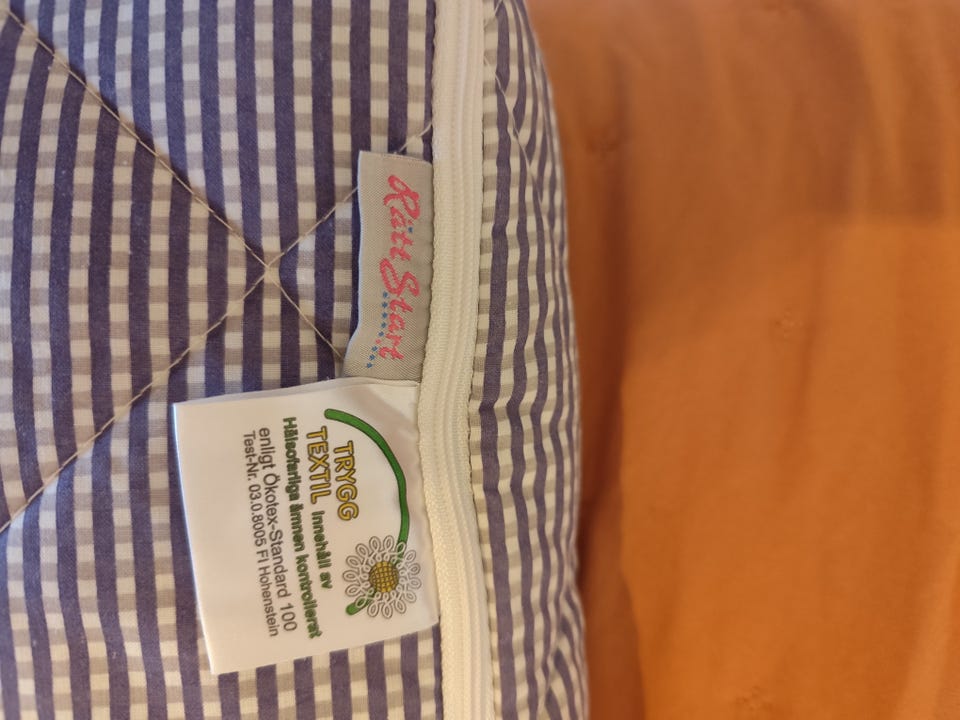 Rätt Start
TRYGG
TEXTIL Innehåll av
Hälsofarliga ämnen kontrollerat
enligt Ökotex-Standard 100
Test-Nr. 03.0.8005 FI Hohenstein